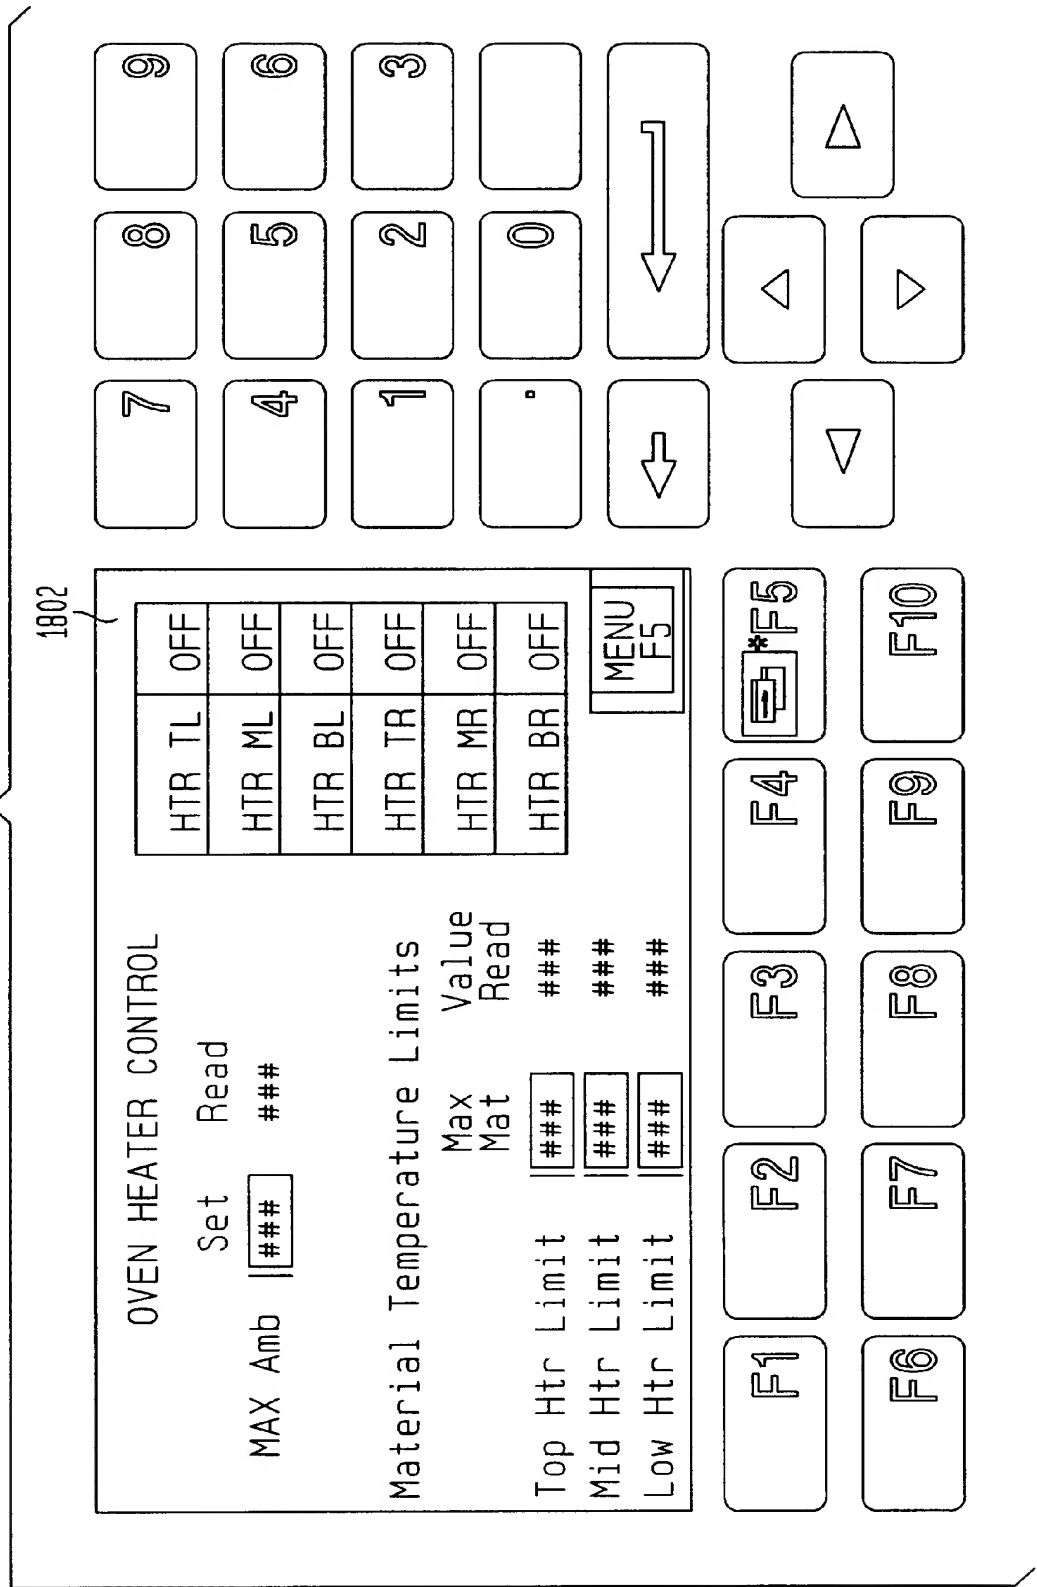 1802
OVEN HEATER CONTROL
Set Read
MAX Amb ### ###
Material Temperature Limits
Max Value
Mat Read
Top Htr Limit ### ###
Mid Htr Limit ### ###
Low Htr Limit ### ###
HTR TL OFF
HTR ML OFF
HTR BL OFF
HTR TR OFF
HTR MR OFF
HTR BR OFF
MENU
F5
7 8 9
4 5 6
1 2 3
. 0
F1 F2 F3 F4 *F5
F6 F7 F8 F9 F10